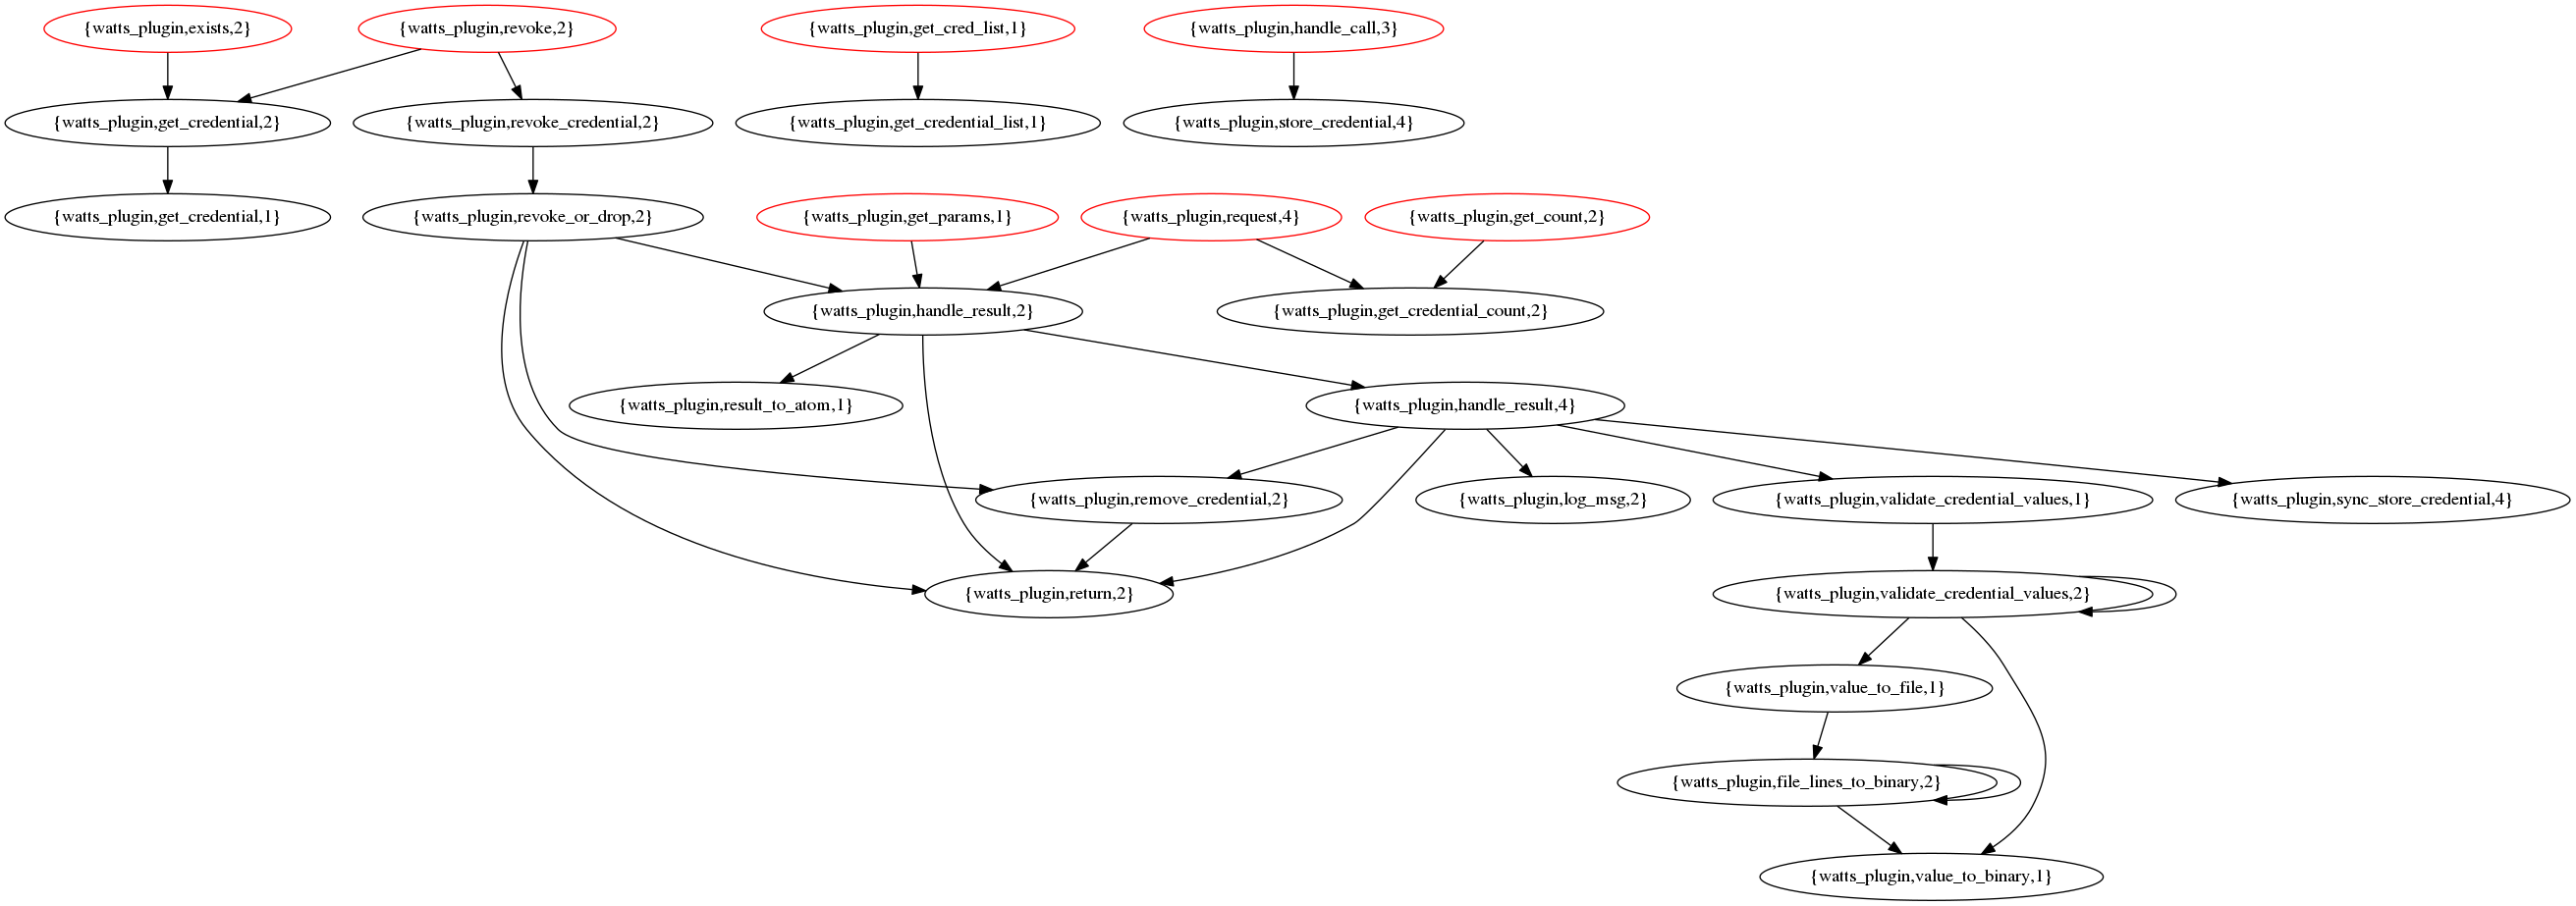 {watts_plugin,exists,2}
{watts_plugin,revoke,2}
{watts_plugin,get_cred_list,1}
{watts_plugin,handle_call,3}
{watts_plugin,get_credential,2}
{watts_plugin,revoke_credential,2}
{watts_plugin,get_credential_list,1}
{watts_plugin,store_credential,4}
{watts_plugin,get_credential,1}
{watts_plugin,revoke_or_drop,2}
{watts_plugin,get_params,1}
{watts_plugin,request,4}
{watts_plugin,get_count,2}
{watts_plugin,handle_result,2}
{watts_plugin,get_credential_count,2}
{watts_plugin,result_to_atom,1}
{watts_plugin,handle_result,4}
{watts_plugin,remove_credential,2}
{watts_plugin,log_msg,2}
{watts_plugin,validate_credential_values,1}
{watts_plugin,sync_store_credential,4}
{watts_plugin,return,2}
{watts_plugin,validate_credential_values,2}
{watts_plugin,value_to_file,1}
{watts_plugin,file_lines_to_binary,2}
{watts_plugin,value_to_binary,1}